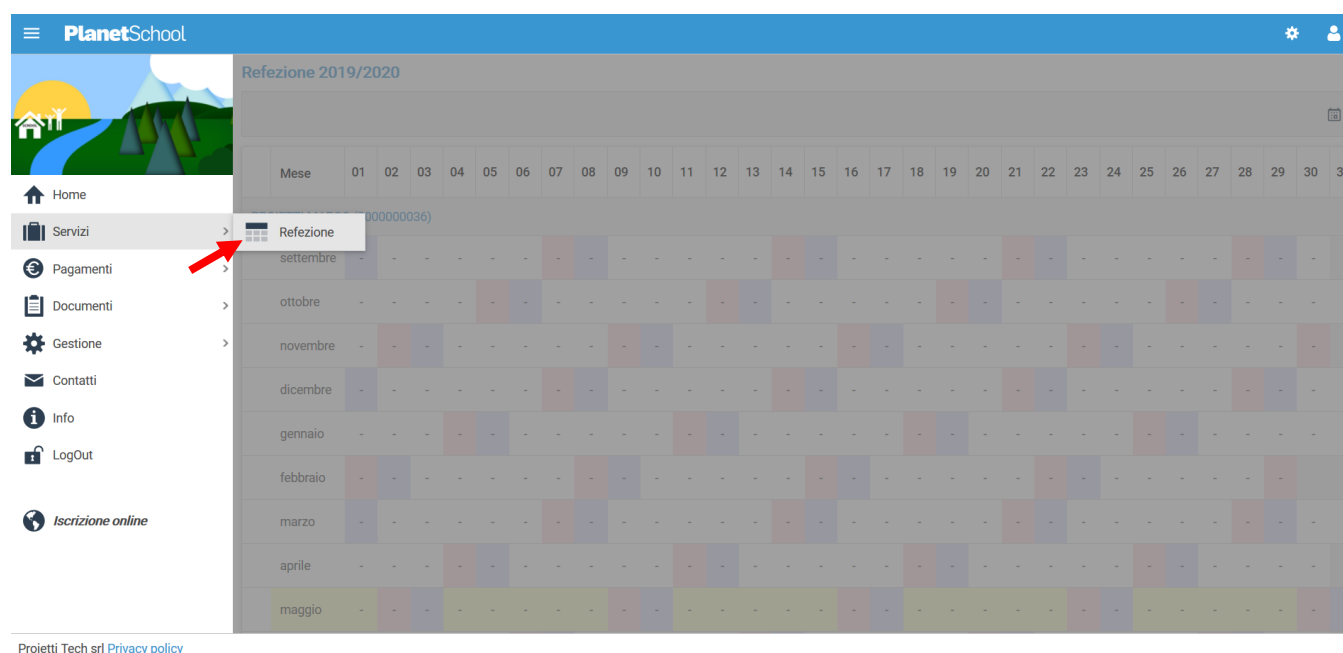 PlanetSchool
Refezione 2019/2020
Mese 01 02 03 04 05 06 07 08 09 10 11 12 13 14 15 16 17 18 19 20 21 22 23 24 25 26 27 28 29 30
Home
Servizi
Refezione
Pagamenti
settembre - - - - - - - - - - - - - - - - - - - - - - - - - - - - - -
Documenti
ottobre - - - - - - - - - - - - - - - - - - - - - - - - - - - - - -
Gestione
novembre - - - - - - - - - - - - - - - - - - - - - - - - - - - - - -
Contatti
dicembre - - - - - - - - - - - - - - - - - - - - - - - - - - - - - -
Info
gennaio - - - - - - - - - - - - - - - - - - - - - - - - - - - - - -
LogOut
febbraio - - - - - - - - - - - - - - - - - - - - - - - - - - - - -
Iscrizione online
marzo - - - - - - - - - - - - - - - - - - - - - - - - - - - - - -
aprile - - - - - - - - - - - - - - - - - - - - - - - - - - - - - -
maggio - - - - - - - - - - - - - - - - - - - - - - - - - - - - - -
Proietti Tech srl Privacy policy